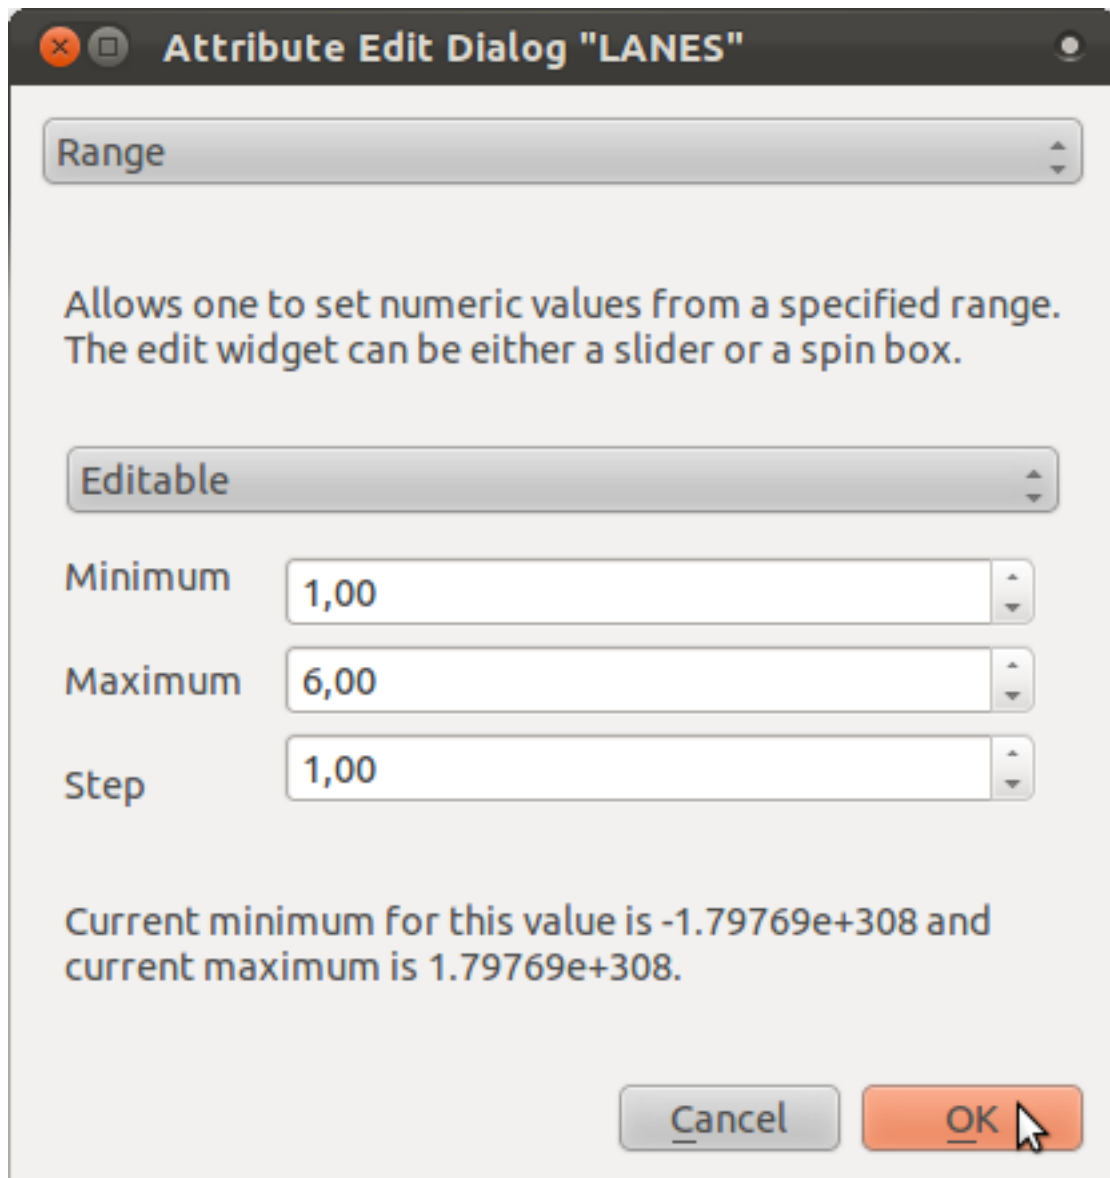 Attribute Edit Dialog "LANES"
Range
Allows one to set numeric values from a specified range.
The edit widget can be either a slider or a spin box.
Editable
Minimum 1,00
Maximum 6,00
Step 1,00
Current minimum for this value is -1.79769e+308 and
current maximum is 1.79769e+308.
Cancel OK